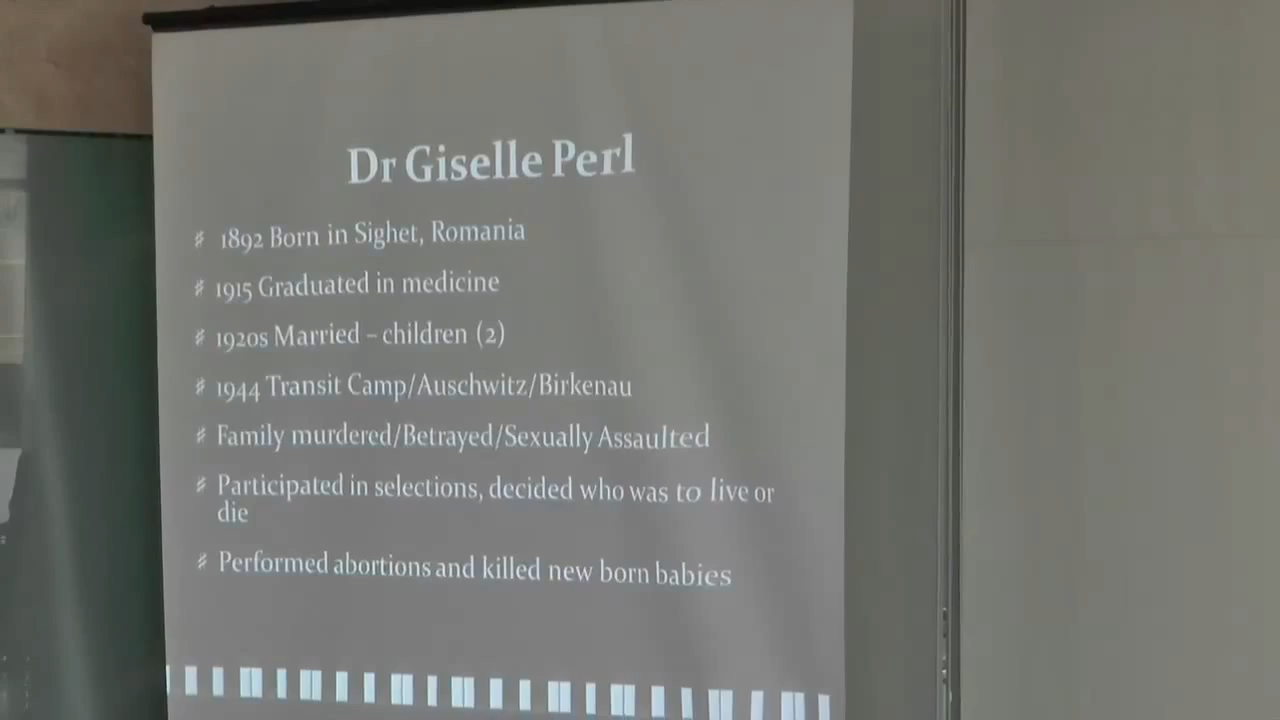 Dr Giselle Perl
1892 Born in Sighet, Romania
1915 Graduated in medicine
1920s Married – children (2)
1944 Transit Camp/Auschwitz/Birkenau
Family murdered/Betrayed/Sexually Assaulted
Participated in selections, decided who was to live or
die
Performed abortions and killed new born babies